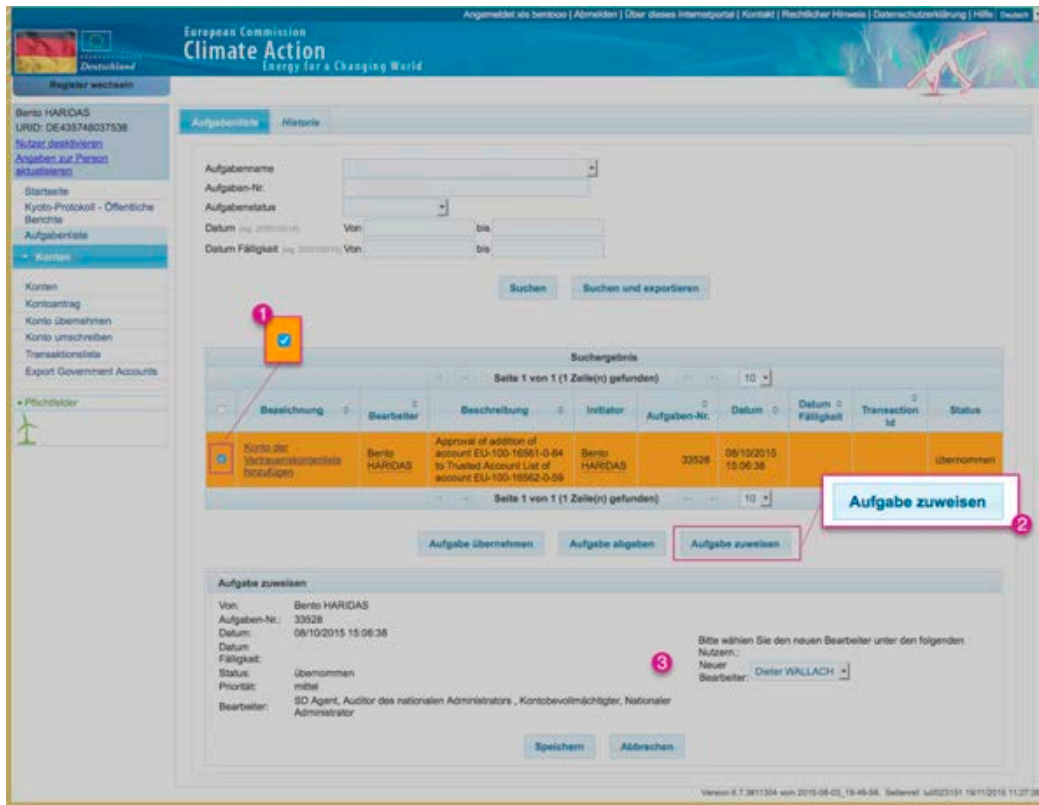 Angemeldet als bentooo | Abmelden | Über dieses Internetportal | Kontakt | Rechtlicher Hinweis | Datenschutzerklärung | Hilfe | Deutsch
European Commission
Climate Action
Energy for a Changing World
Deutschland
Register wechseln
Bento HARIDAS
URID: DE435748037538
Nutzer deaktivieren
Angaben zur Person
aktualisieren
Startseite
Kyoto-Protokoll - Öffentliche
Berichte
Aufgabenliste
Konten
Konten
Kontoantrag
Konto übernehmen
Konto umschreiben
Transaktionsliste
Export Government Accounts
Pflichtfelder
Aufgabenliste Historie
Aufgabenname
Aufgaben-Nr.
Aufgabenstatus
Datum Von bis
Datum Fälligkeit Von bis
Suchen Suchen und exportieren
1
Suchergebnis
Seite 1 von 1 (1 Zeile(n) gefunden) 10
Bezeichnung Bearbeiter Beschreibung Initiator Aufgaben-Nr. Datum Datum Fälligkeit Transaction Id Status
Konto der Vertrauenskontenliste hinzufügen Bento HARIDAS Approval of addition of account EU-100-16561-0-64 to Trusted Account List of account EU-100-16562-0-59 Bento HARIDAS 33528 08/10/2015 15:06:38 übernommen
Seite 1 von 1 (1 Zeile(n) gefunden) 10
Aufgabe zuweisen
2
Aufgabe übernehmen Aufgabe abgeben Aufgabe zuweisen
Aufgabe zuweisen
Von: Bento HARIDAS
Aufgaben-Nr.: 33528
Datum: 08/10/2015 15:06:38
Datum
Fälligkeit:
Status: übernommen
Priorität: mittel
Bearbeiter: SD Agent, Auditor des nationalen Administrators , Kontobevollmächtigter, Nationaler
Administrator
3
Bitte wählen Sie den neuen Bearbeiter unter den folgenden
Nutzern.:
Neuer
Bearbeiter: Dieter WALLACH
Speichern Abbrechen